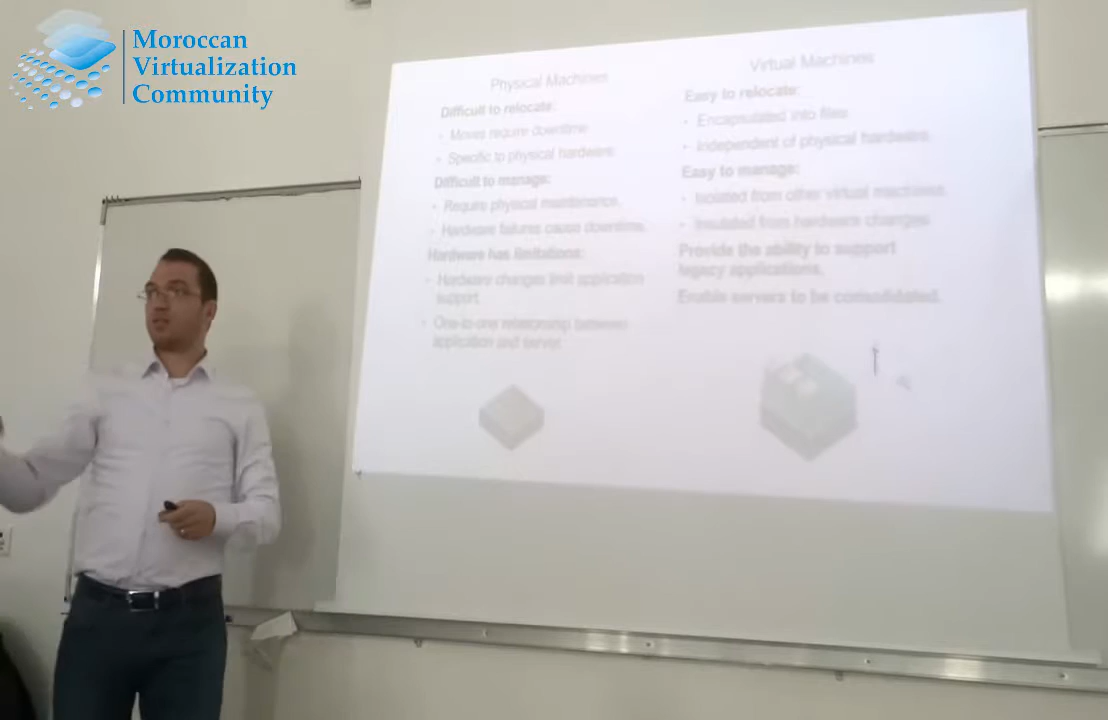 Moroccan
Virtualization
Community
Physical Machines
Difficult to relocate:
Moves require downtime
Specific to physical hardware
Difficult to manage:
Require physical maintenance.
Hardware failures cause downtime.
Hardware has limitations:
Hardware changes limit application
support
One-to-one relationship between
application and server
Virtual Machines
Easy to relocate:
Encapsulated into files
Independent of physical hardware.
Easy to manage:
Isolated from other virtual machines.
Insulated from hardware changes
Provide the ability to support
legacy applications.
Enable servers to be consolidated.